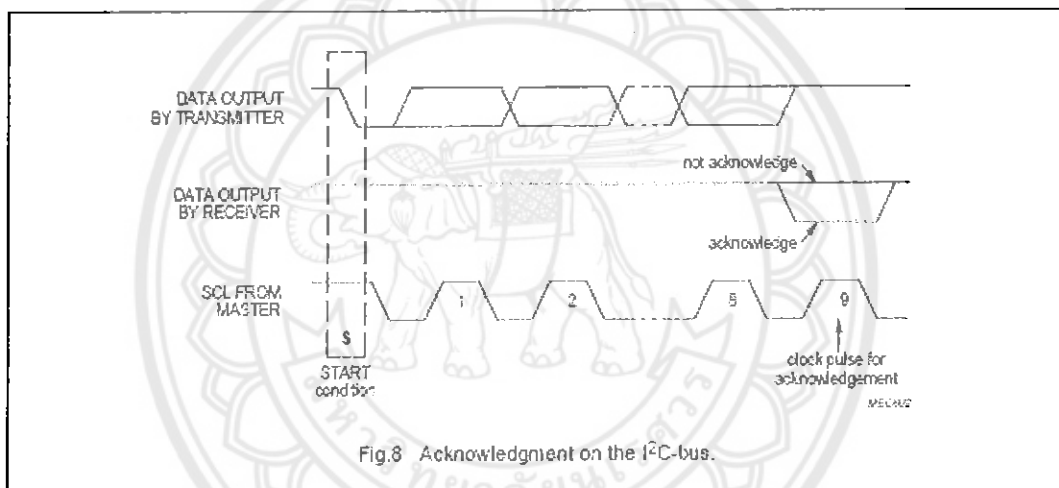 DATA OUTPUT
BY TRANSMITTER
not acknowledge
DATA OUTPUT
BY RECEIVER
acknowledge
SCL FROM
MASTER
1
2
8
9
S
START
condition
clock pulse for
acknowledgement
Fig.8 Acknowledgment on the I²C-bus.